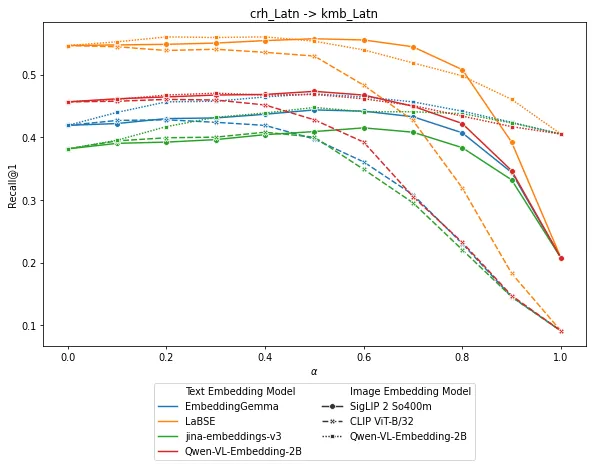 crh_Latn -> kmb_Latn
Recall@1
0.5
0.4
0.3
0.2
0.1
0.0 0.2 0.4 0.6 0.8 1.0
α
Text Embedding Model
EmbeddingGemma
LaBSE
jina-embeddings-v3
Qwen-VL-Embedding-2B
Image Embedding Model
SigLIP 2 So400m
CLIP ViT-B/32
Qwen-VL-Embedding-2B